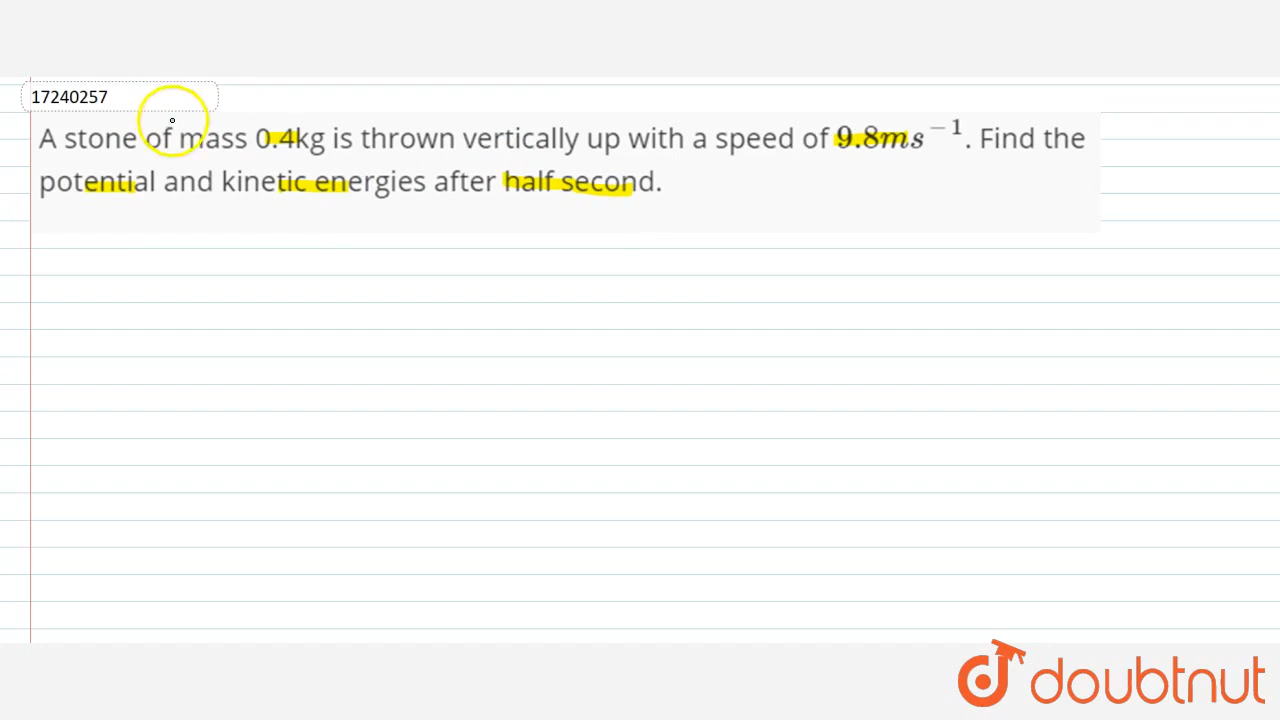 17240257
A stone of mass 0.4kg is thrown vertically up with a speed of 9.8ms⁻¹. Find the
potential and kinetic energies after half second.
doubtnut